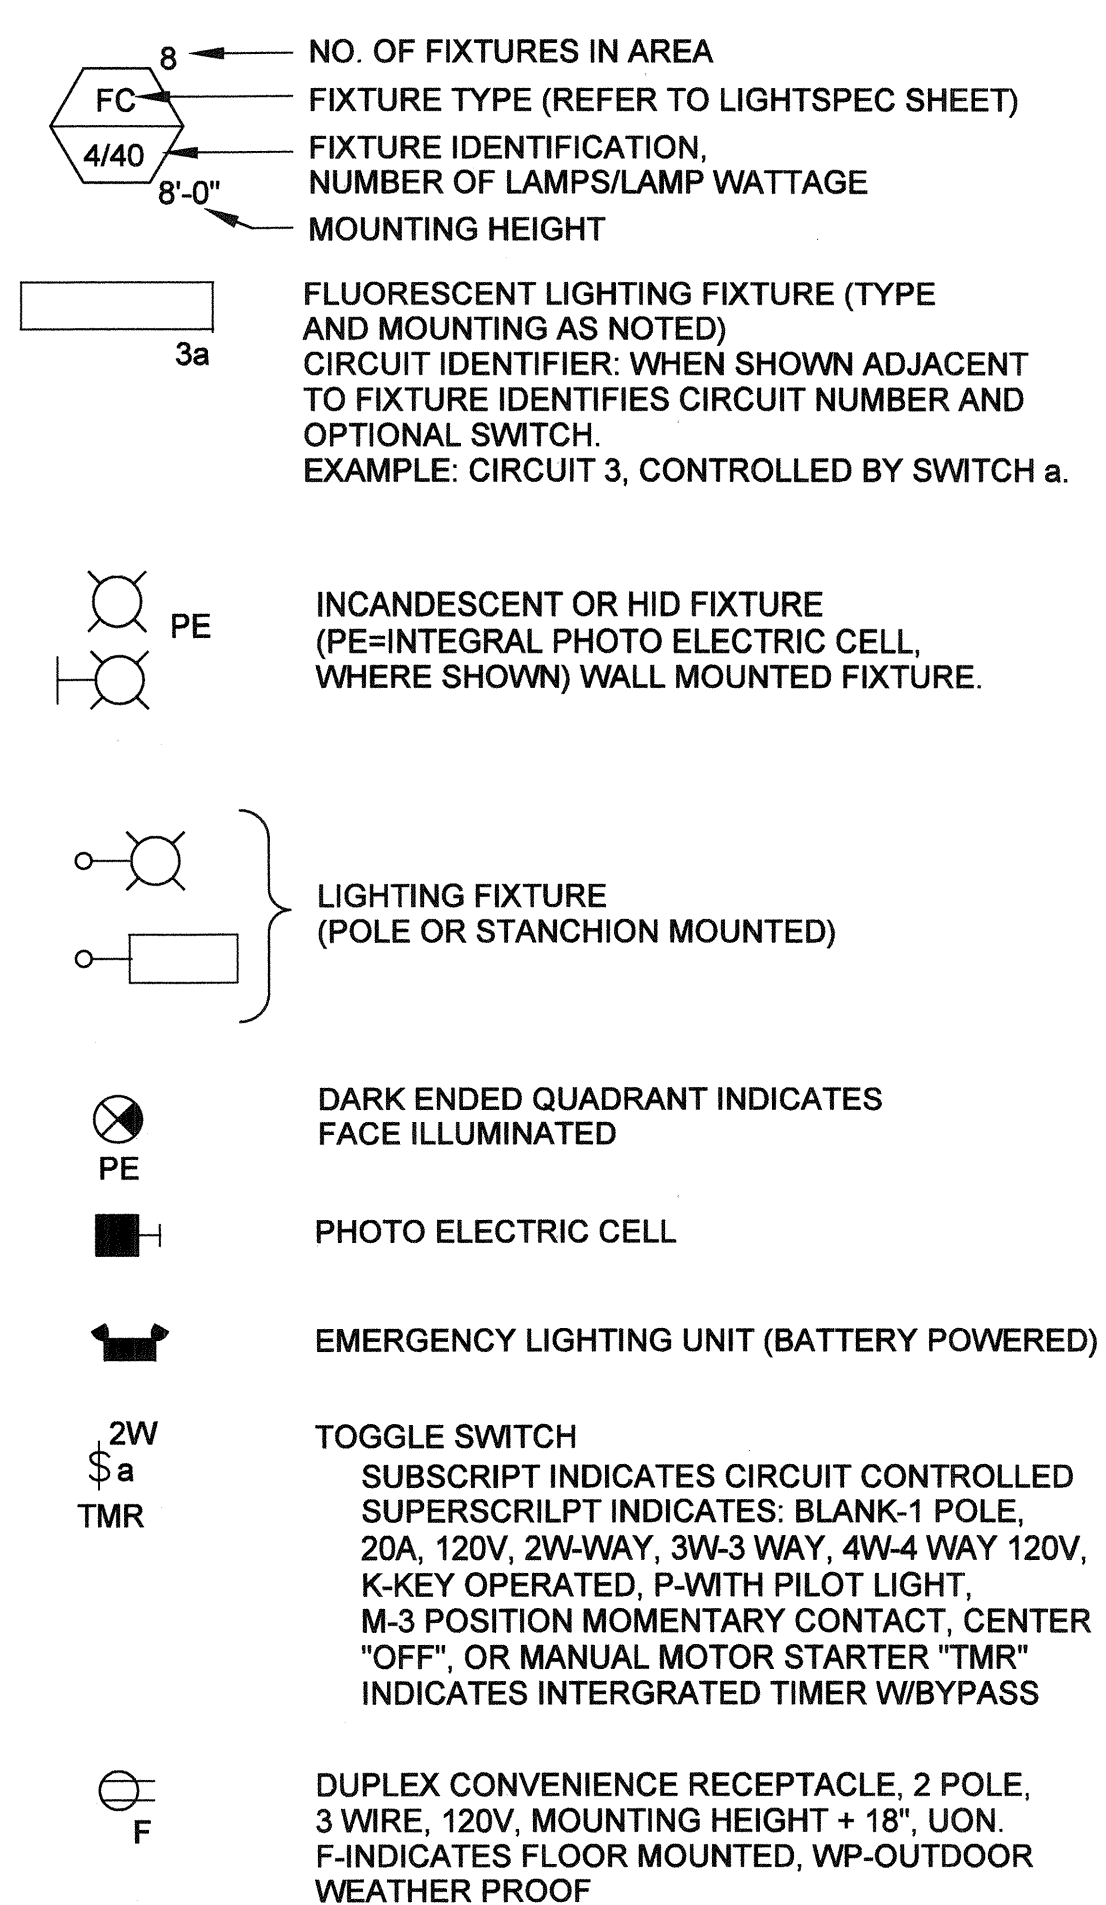 8
NO. OF FIXTURES IN AREA
FC
FIXTURE TYPE (REFER TO LIGHTSPEC SHEET)
4/40
FIXTURE IDENTIFICATION,
NUMBER OF LAMPS/LAMP WATTAGE
8'-0"
MOUNTING HEIGHT
3a
FLUORESCENT LIGHTING FIXTURE (TYPE
AND MOUNTING AS NOTED)
CIRCUIT IDENTIFIER: WHEN SHOWN ADJACENT
TO FIXTURE IDENTIFIES CIRCUIT NUMBER AND
OPTIONAL SWITCH.
EXAMPLE: CIRCUIT 3, CONTROLLED BY SWITCH a.
PE
INCANDESCENT OR HID FIXTURE
(PE=INTEGRAL PHOTO ELECTRIC CELL,
WHERE SHOWN) WALL MOUNTED FIXTURE.
LIGHTING FIXTURE
(POLE OR STANCHION MOUNTED)
PE
DARK ENDED QUADRANT INDICATES
FACE ILLUMINATED
PHOTO ELECTRIC CELL
EMERGENCY LIGHTING UNIT (BATTERY POWERED)
2W
$ a
TMR
TOGGLE SWITCH
SUBSCRIPT INDICATES CIRCUIT CONTROLLED
SUPERSCRILPT INDICATES: BLANK-1 POLE,
20A, 120V, 2W-WAY, 3W-3 WAY, 4W-4 WAY 120V,
K-KEY OPERATED, P-WITH PILOT LIGHT,
M-3 POSITION MOMENTARY CONTACT, CENTER
"OFF", OR MANUAL MOTOR STARTER "TMR"
INDICATES INTERGRATED TIMER W/BYPASS
F
DUPLEX CONVENIENCE RECEPTACLE, 2 POLE,
3 WIRE, 120V, MOUNTING HEIGHT + 18", UON.
F-INDICATES FLOOR MOUNTED, WP-OUTDOOR
WEATHER PROOF